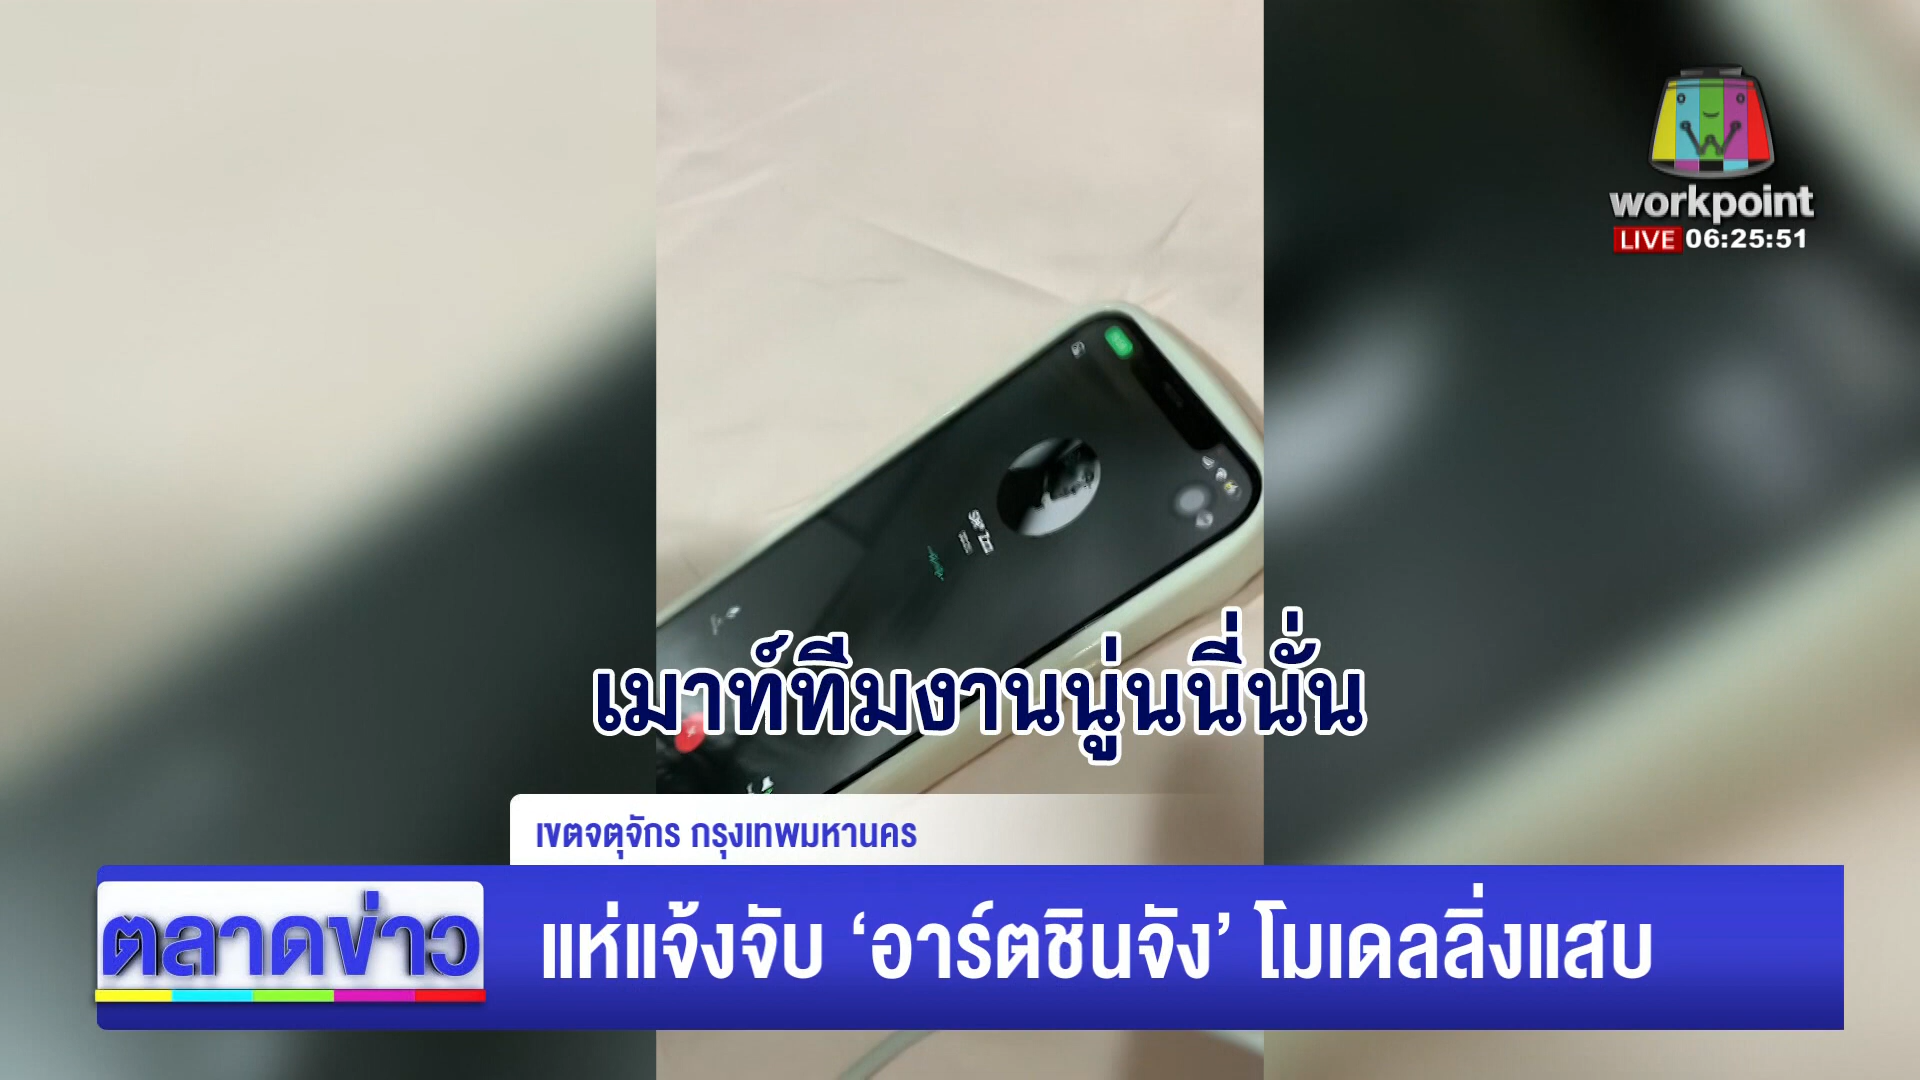 workpoint
LIVE 06:25:51
เมาท์ทีมงานนู่นนี่นั่น
เขตจตุจักร กรุงเทพมหานคร
ตลาดข่าว
แห่แจ้งจับ ‘อาร์ตชินจัง’ โมเดลลิ่งแสบ